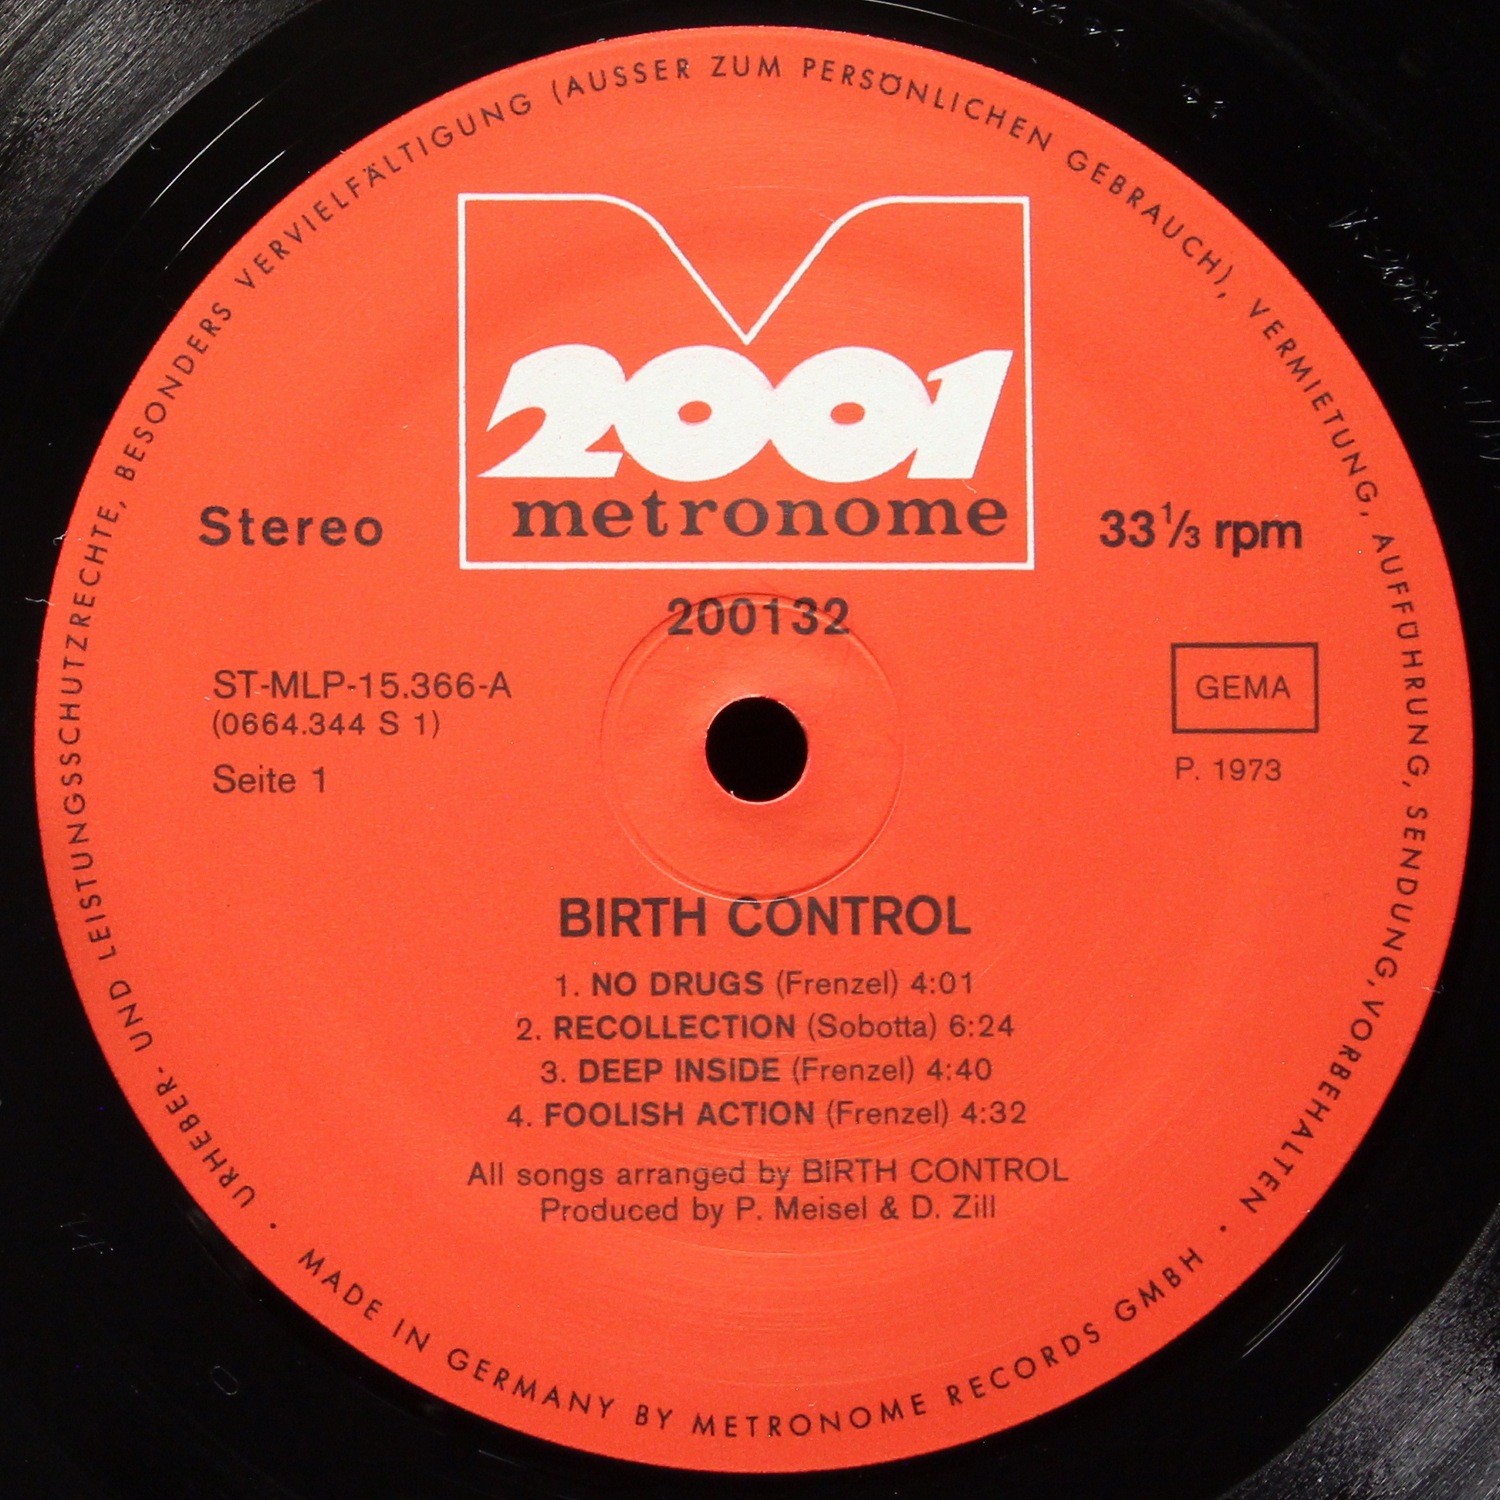 URHEBER- UND LEISTUNGSSCHUTZRECHTE, BESONDERS VERVIELFÄLTIGUNG (AUSSER ZUM PERSÖNLICHEN GEBRAUCH), VERMIETUNG, AUFFÜHRUNG, SENDUNG, VORBEHALTEN •
2001
metronome
Stereo
33 1/3 rpm
200132
ST-MLP-15.366-A
(0664.344 S 1)
Seite 1
GEMA
P. 1973
BIRTH CONTROL
1. NO DRUGS (Frenzel) 4:01
2. RECOLLECTION (Sobotta) 6:24
3. DEEP INSIDE (Frenzel) 4:40
4. FOOLISH ACTION (Frenzel) 4:32
All songs arranged by BIRTH CONTROL
Produced by P. Meisel & D. Zill
• MADE IN GERMANY BY METRONOME RECORDS GMBH